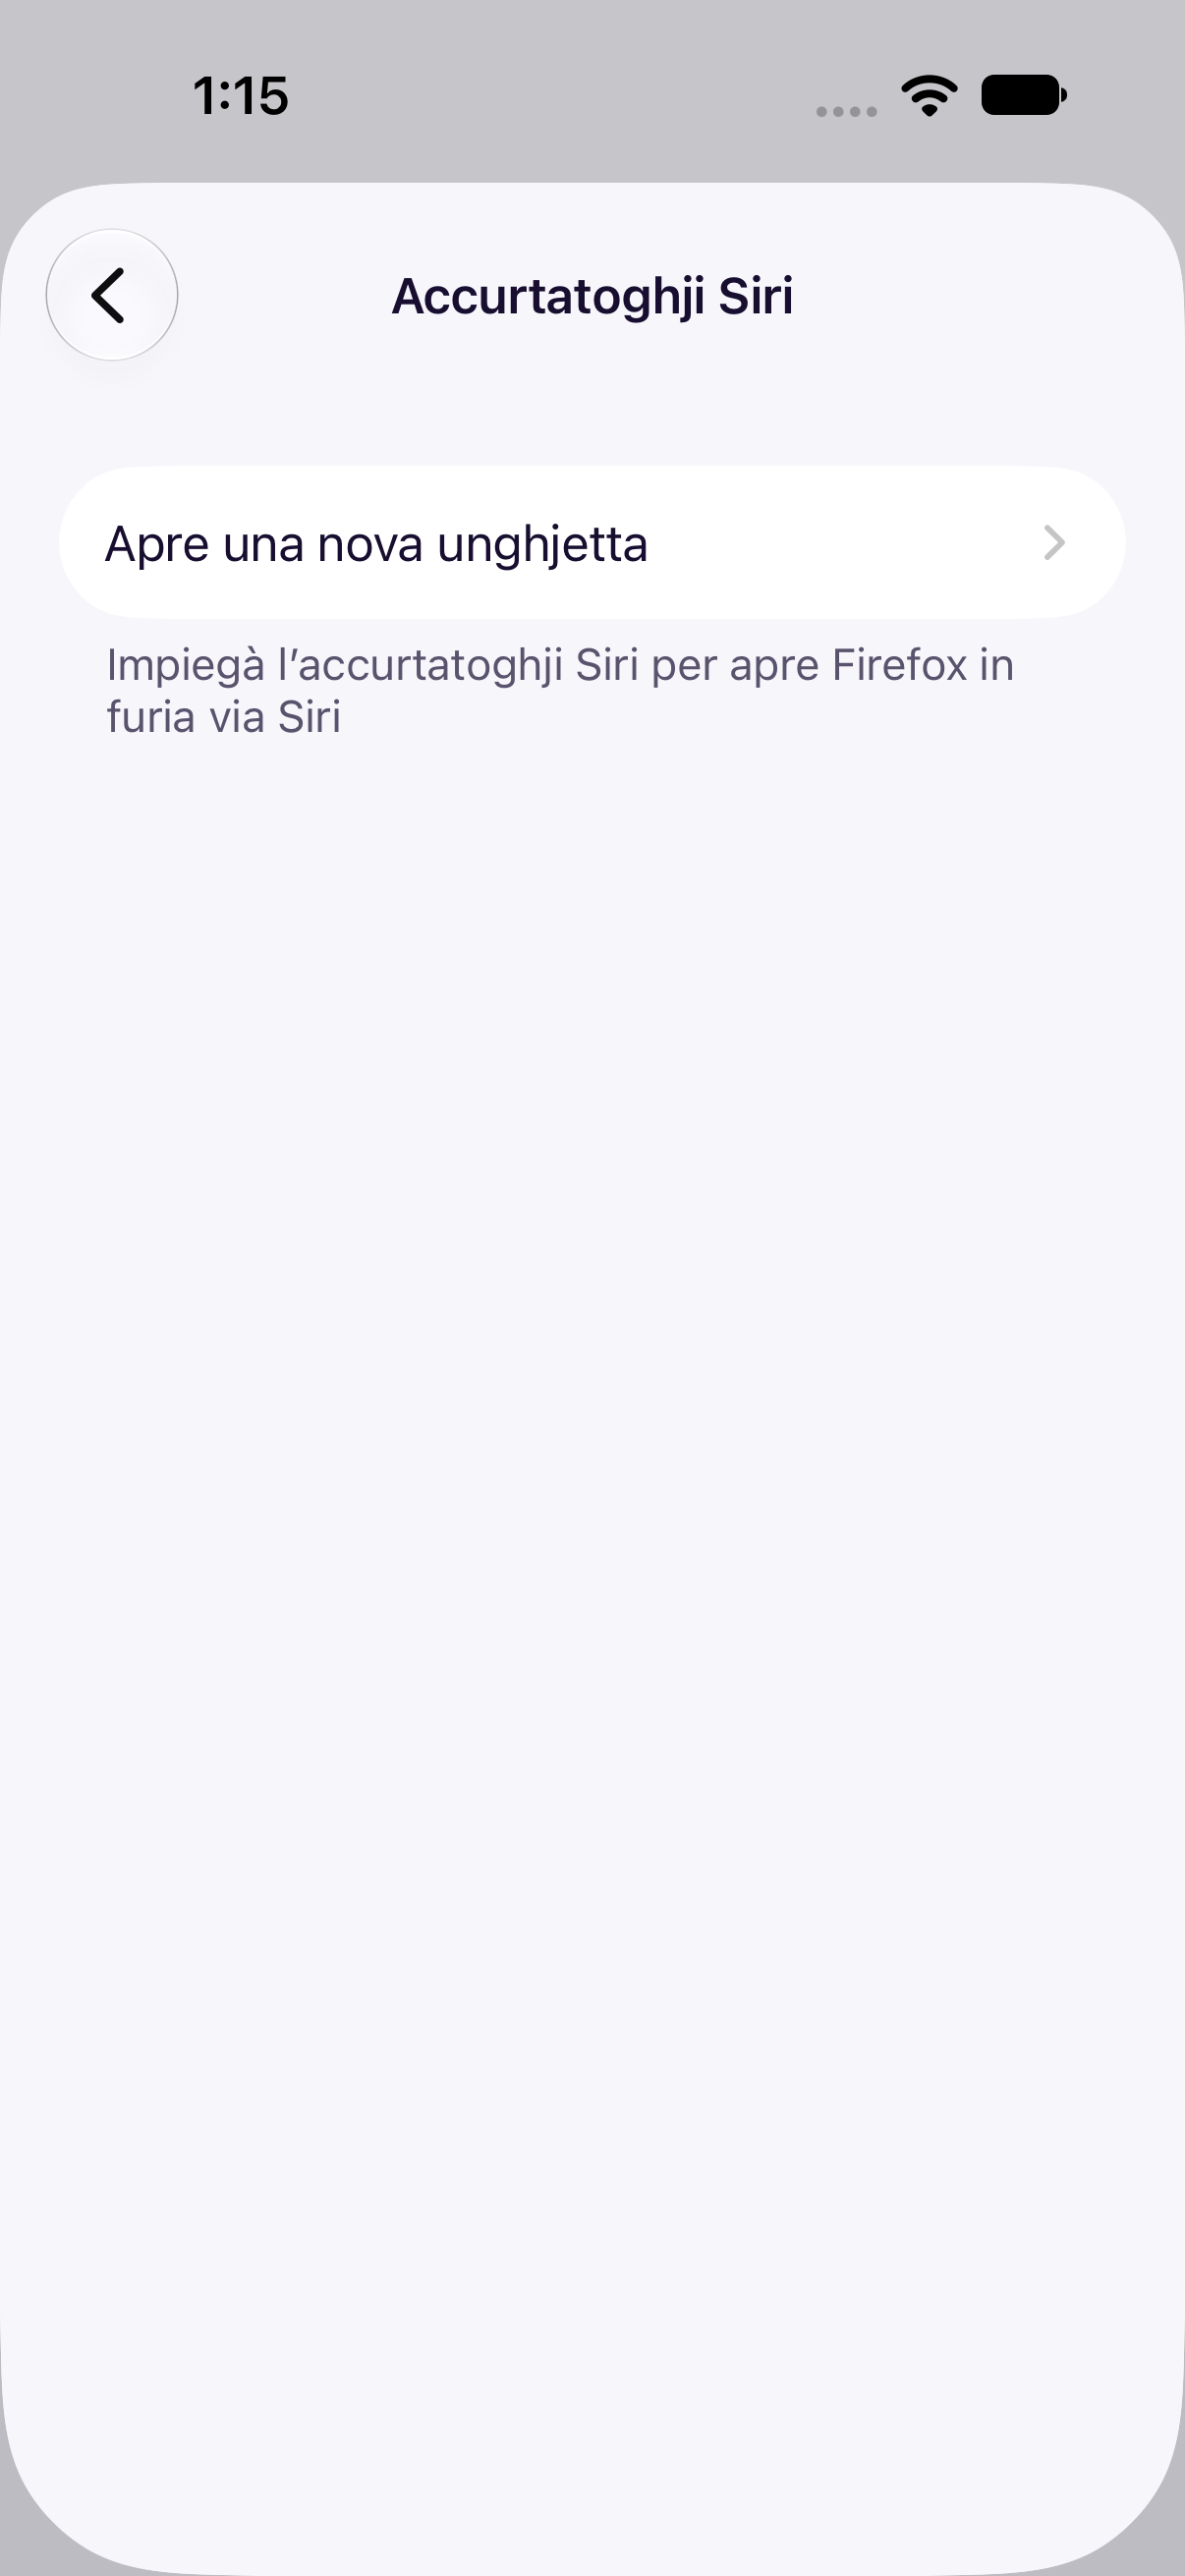 1:15
Accurtatoghji Siri
Apre una nova unghjetta
Impiegà l’accurtatoghji Siri per apre Firefox in
furia via Siri